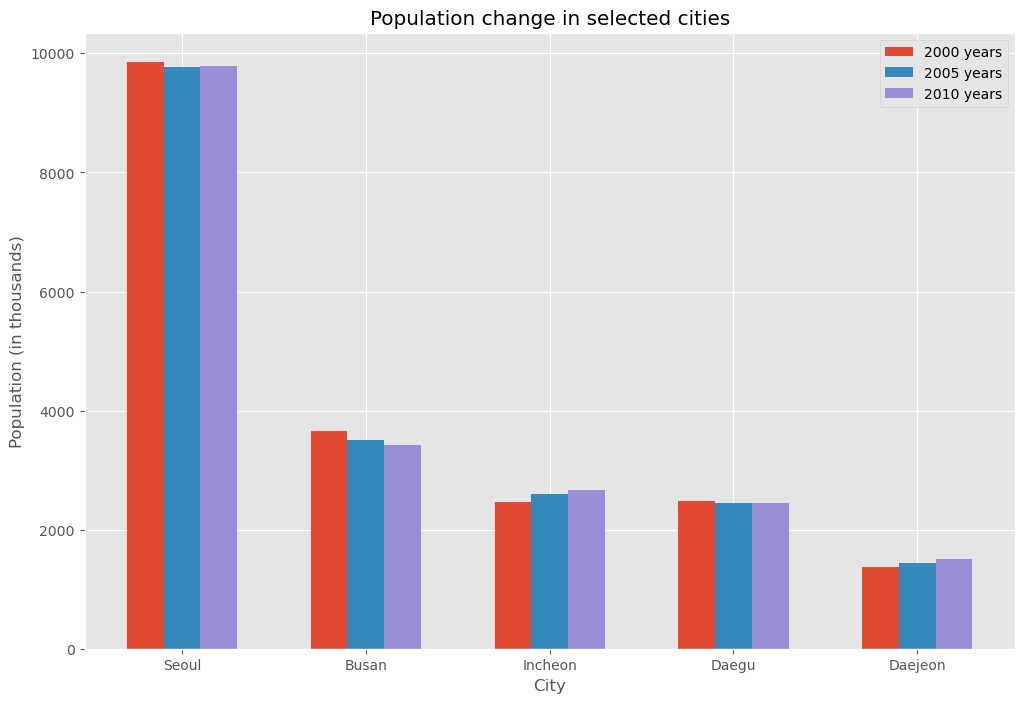 Population change in selected cities
2000 years
2005 years
2010 years
Population (in thousands)
10000
8000
6000
4000
2000
0
Seoul Busan Incheon Daegu Daejeon
City